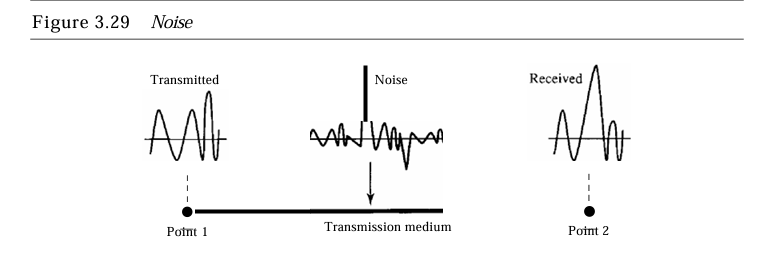 Figure 3.29 Noise
Transmitted
Noise
Received
Point 1
Transmission medium
Point 2